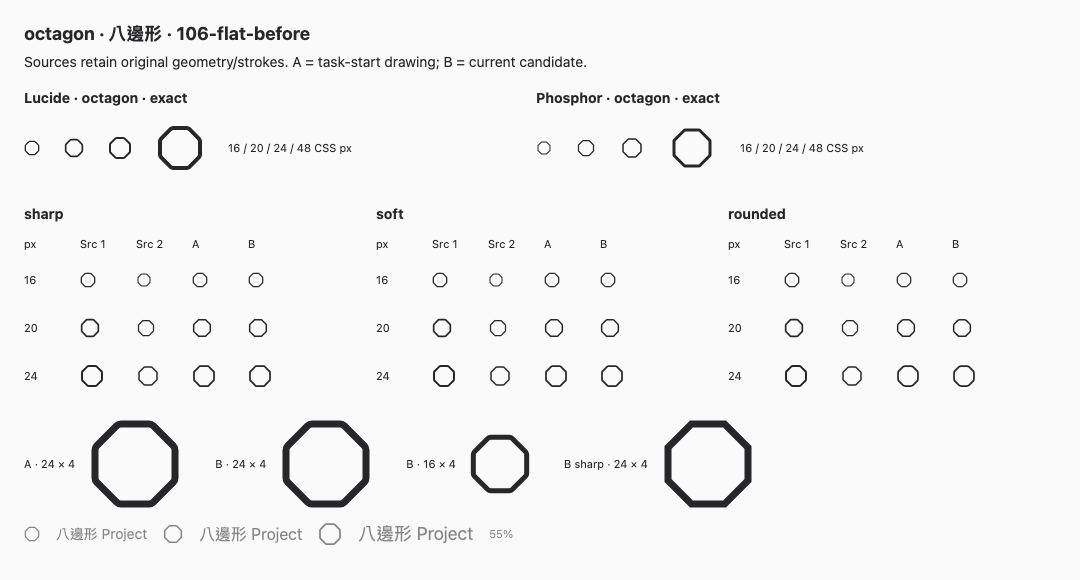 octagon · 八邊形 · 106-flat-before
Sources retain original geometry/strokes. A = task-start drawing; B = current candidate.
Lucide · octagon · exact
Phosphor · octagon · exact
16 / 20 / 24 / 48 CSS px
16 / 20 / 24 / 48 CSS px
sharp
soft
rounded
px Src 1 Src 2 A B
px Src 1 Src 2 A B
px Src 1 Src 2 A B
16
16
16
20
20
20
24
24
24
A · 24 × 4
B · 24 × 4
B · 16 × 4
B sharp · 24 × 4
八邊形 Project
八邊形 Project
八邊形 Project
55%